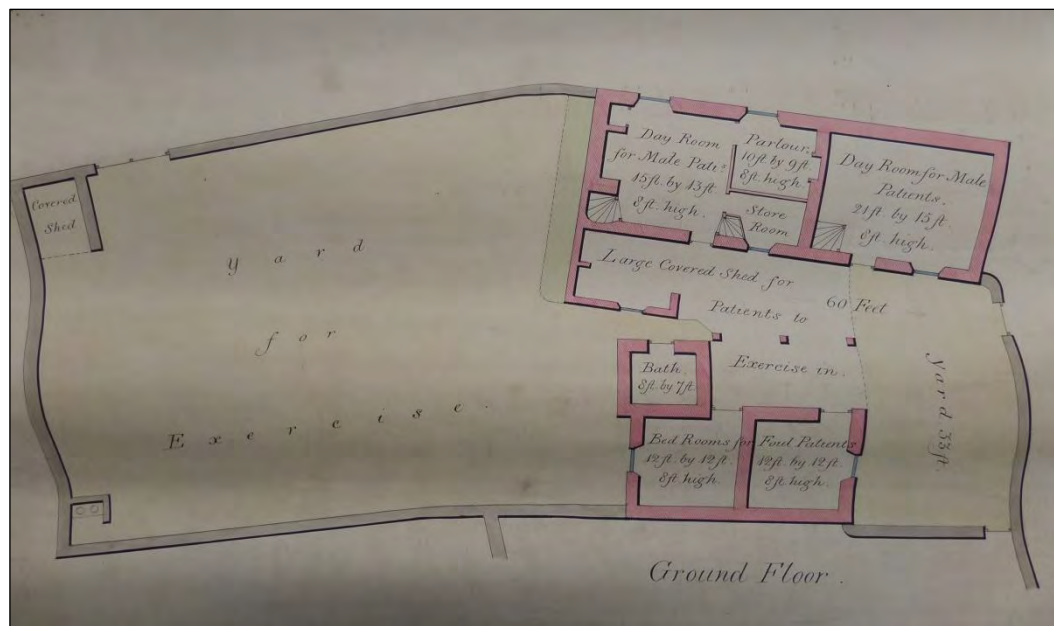 Covered
Shed
Yard
for
Exercise.
Day Room
for Male Pati.s
15ft. by 13ft.
8ft. high.
Parlour.
10ft by 9ft
8ft high.
Store
Room
Day Room for Male
Patients.
21ft. by 15ft.
8ft. high.
Large Covered Shed for
Patients to
Exercise in.
60 Feet
Bath.
8ft. by 7ft.
Bed Rooms for
12ft. by 12ft.
8ft. high.
Foul Patients
12ft. by 12ft.
8ft. high.
Yard 33ft.
Ground Floor.